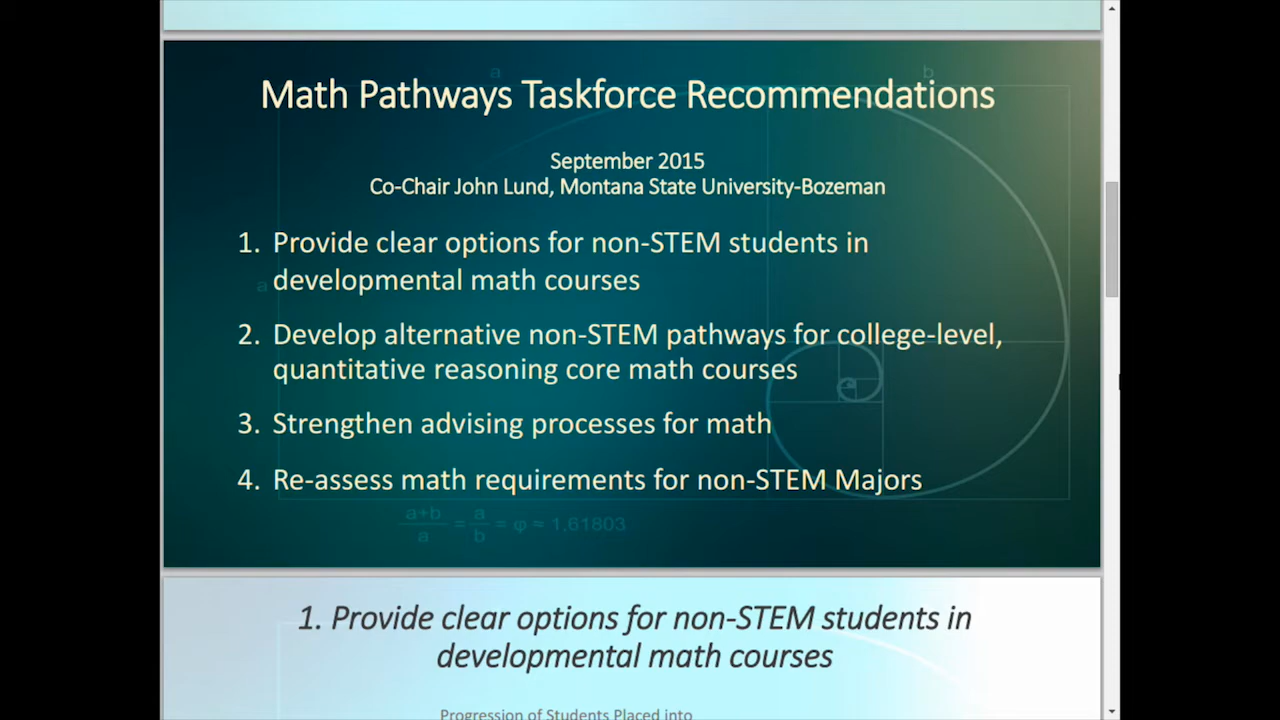 a
b
Math Pathways Taskforce Recommendations
September 2015
Co-Chair John Lund, Montana State University-Bozeman
1. Provide clear options for non-STEM students in
developmental math courses
a
2. Develop alternative non-STEM pathways for college-level,
quantitative reasoning core math courses
3. Strengthen advising processes for math
4. Re-assess math requirements for non-STEM Majors
a+b/a = a/b = φ ≈ 1,61803
1. Provide clear options for non-STEM students in
developmental math courses
Progression of Students Placed into